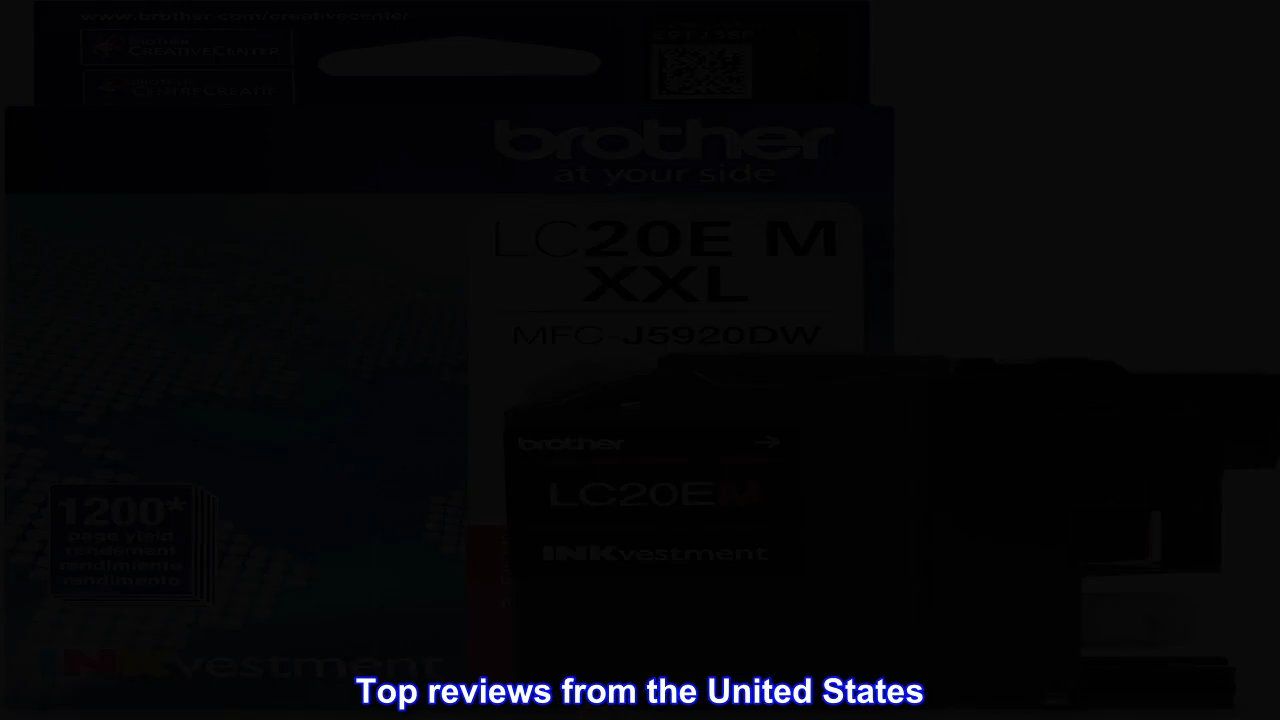 www.brother.com/creativecenter
CREATIVECENTER
brother
at your side
LC20E M
XXL
MFC-J5920DW
brother
LC20EM
INKvestment
1200*
page yield
rendement
rendimiento
rendimento
INKvestment
Top reviews from the United States